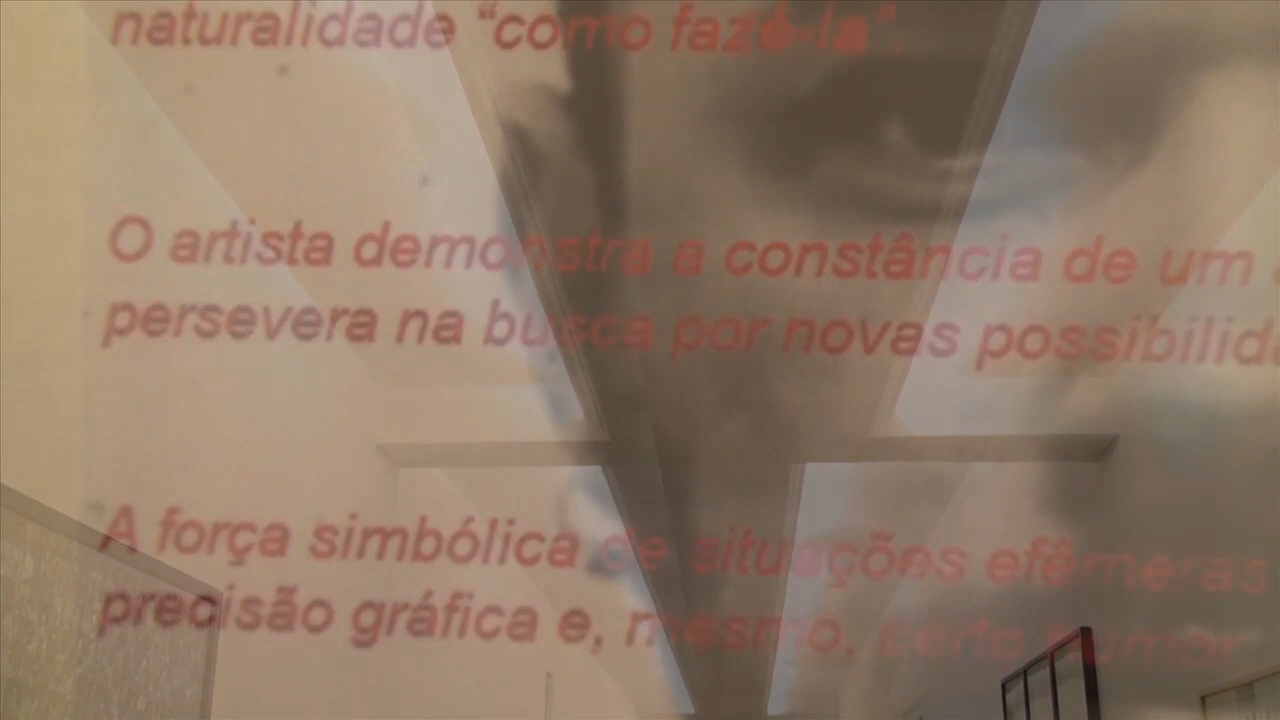 naturalidade “como fazê-la”.
O artista demonstra a constância de um
persevera na busca por novas possibilid
A força simbólica de situações efêmeras
precisão gráfica e, mesmo, certo humor